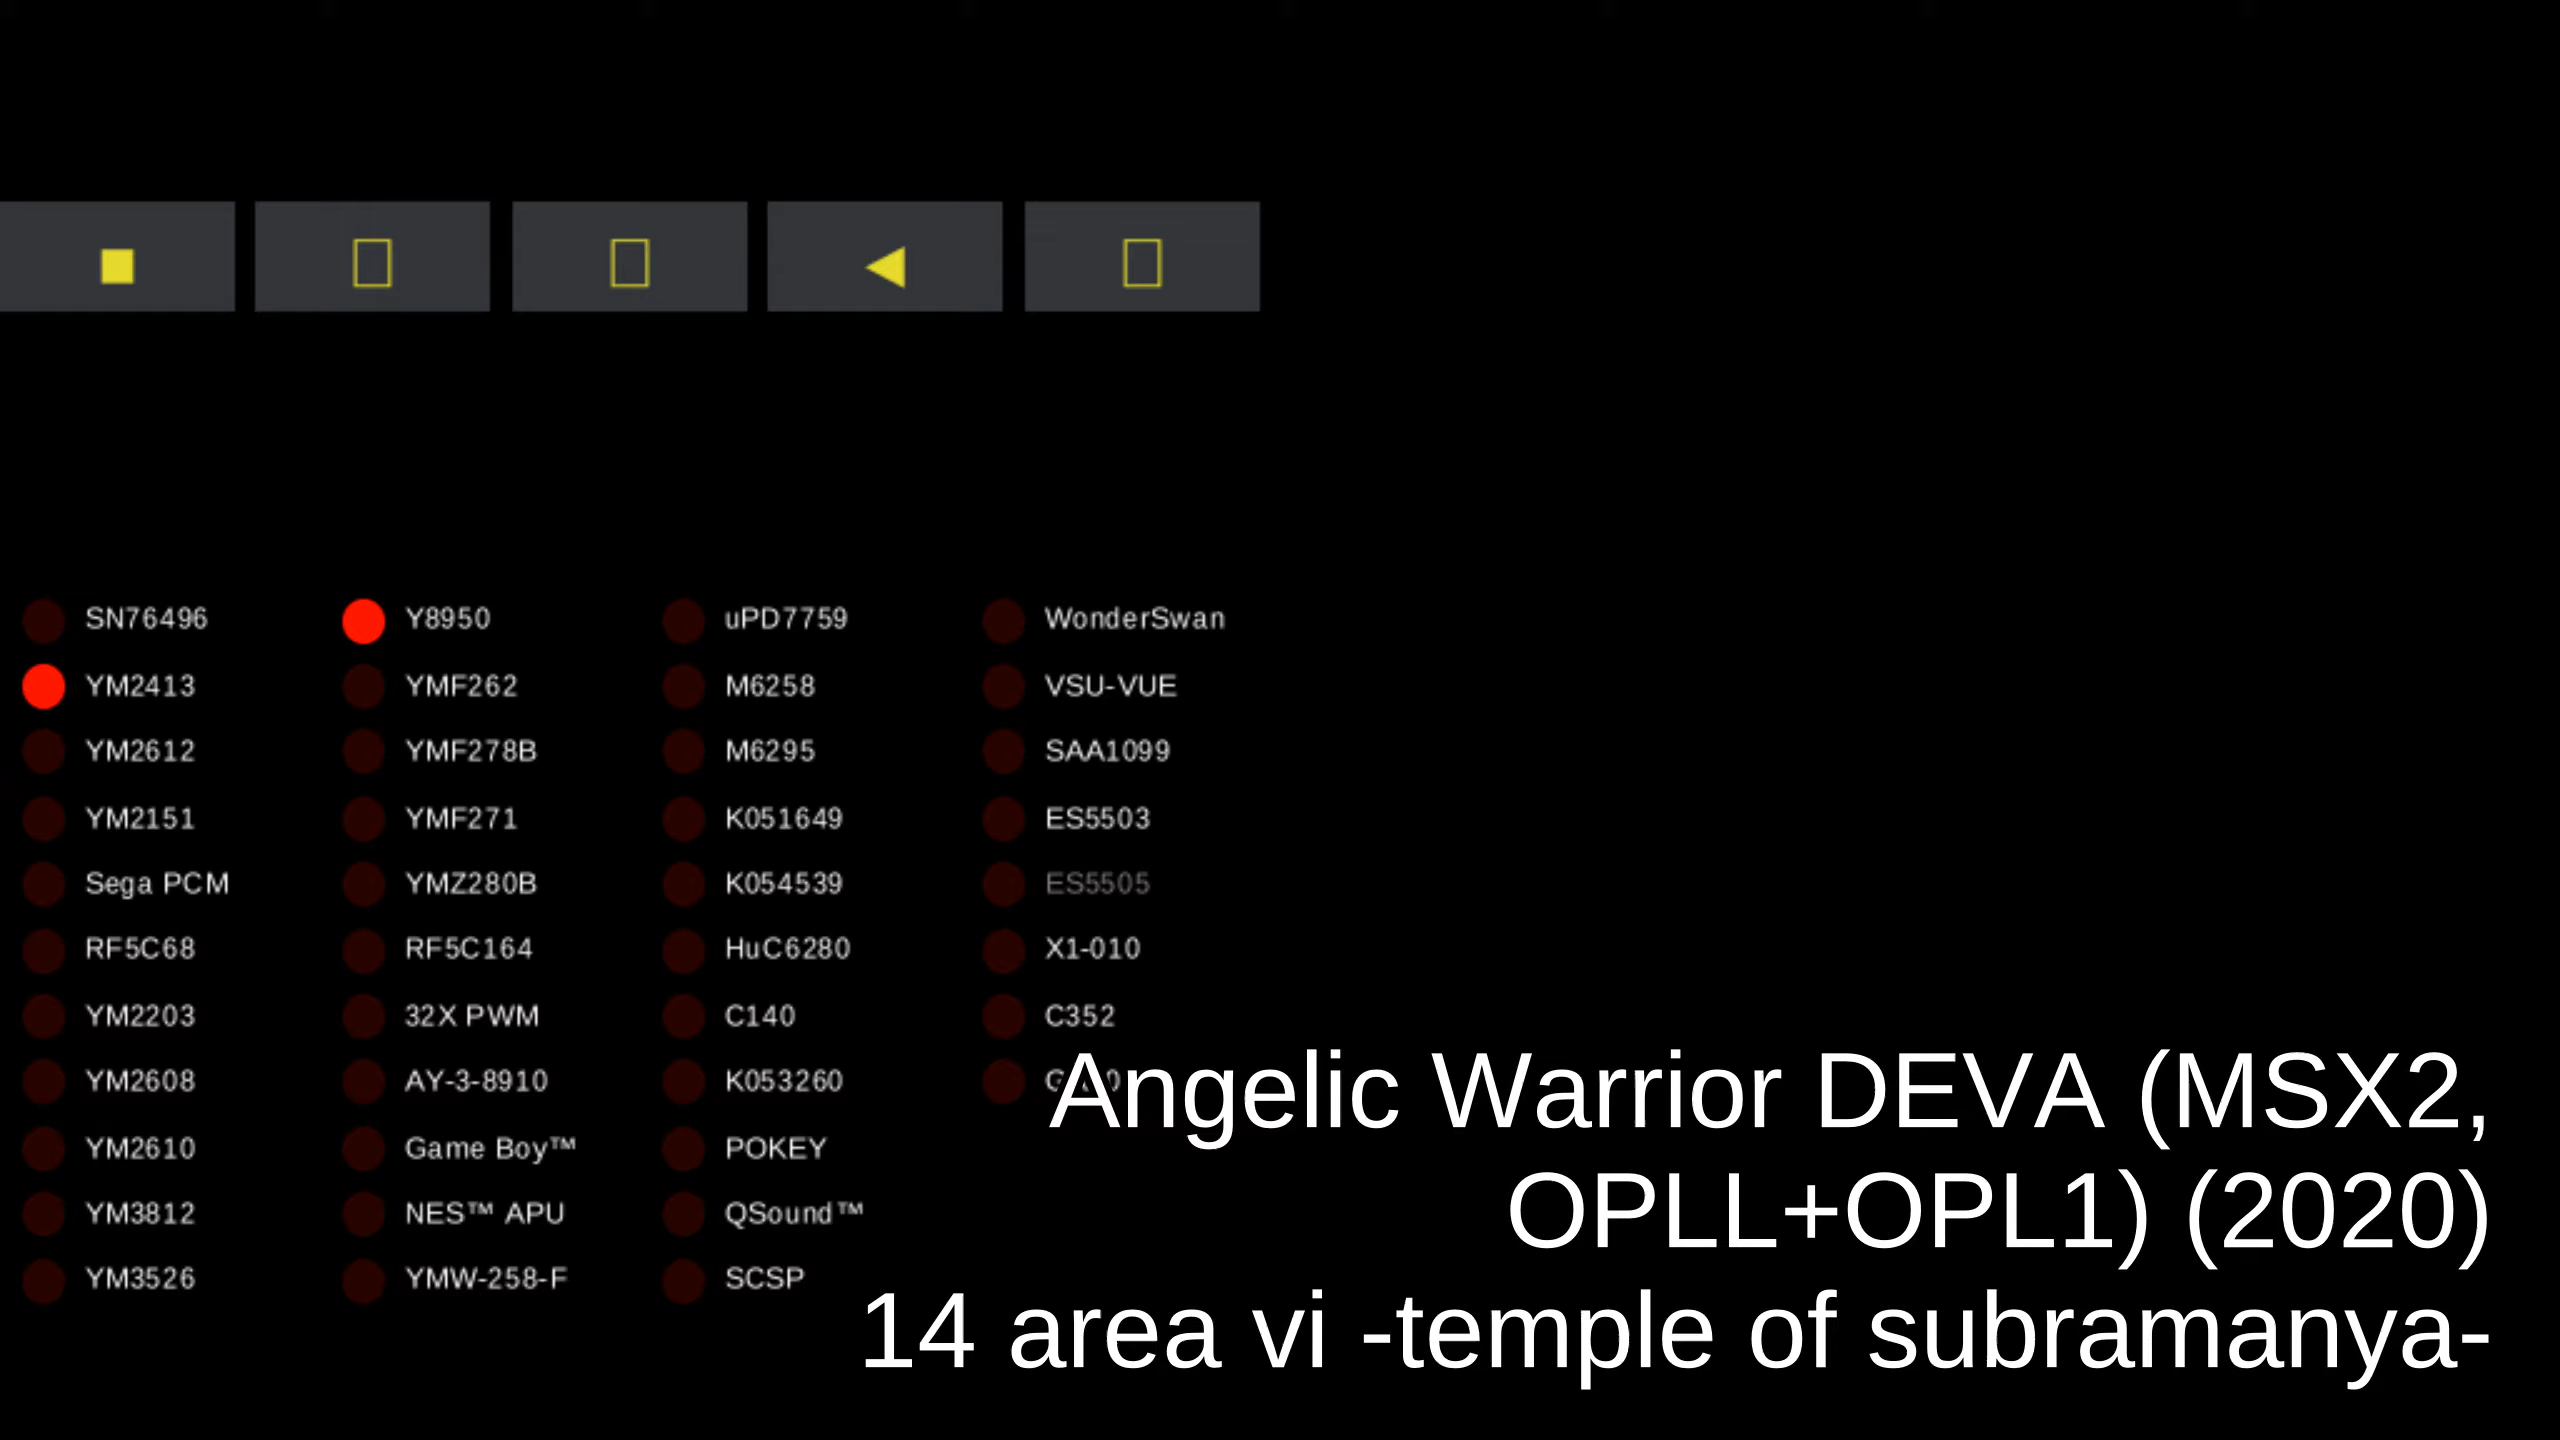 SN76496 Y8950 uPD7759 WonderSwan
YM2413 YMF262 M6258 VSU-VUE
YM2612 YMF278B M6295 SAA1099
YM2151 YMF271 K051649 ES5503
Sega PCM YMZ280B K054539 ES5505
RF5C68 RF5C164 HuC6280 X1-010
YM2203 32X PWM C140 C352
YM2608 AY-3-8910 K053260
YM2610 Game Boy™ POKEY
YM3812 NES™ APU QSound™
YM3526 YMW-258-F SCSP
Angelic Warrior DEVA (MSX2,
OPLL+OPL1) (2020)
14 area vi -temple of subramanya-